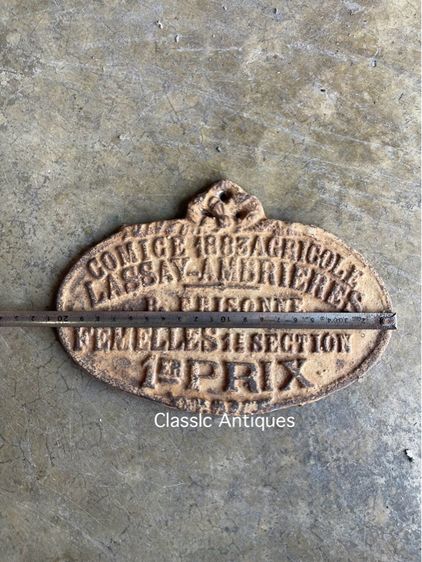 COMICE 1883 AGRICOLE
LASSAY-AMBRIERES
FEMELLES 1E SECTION
1ER PRIX
Classic Antiques